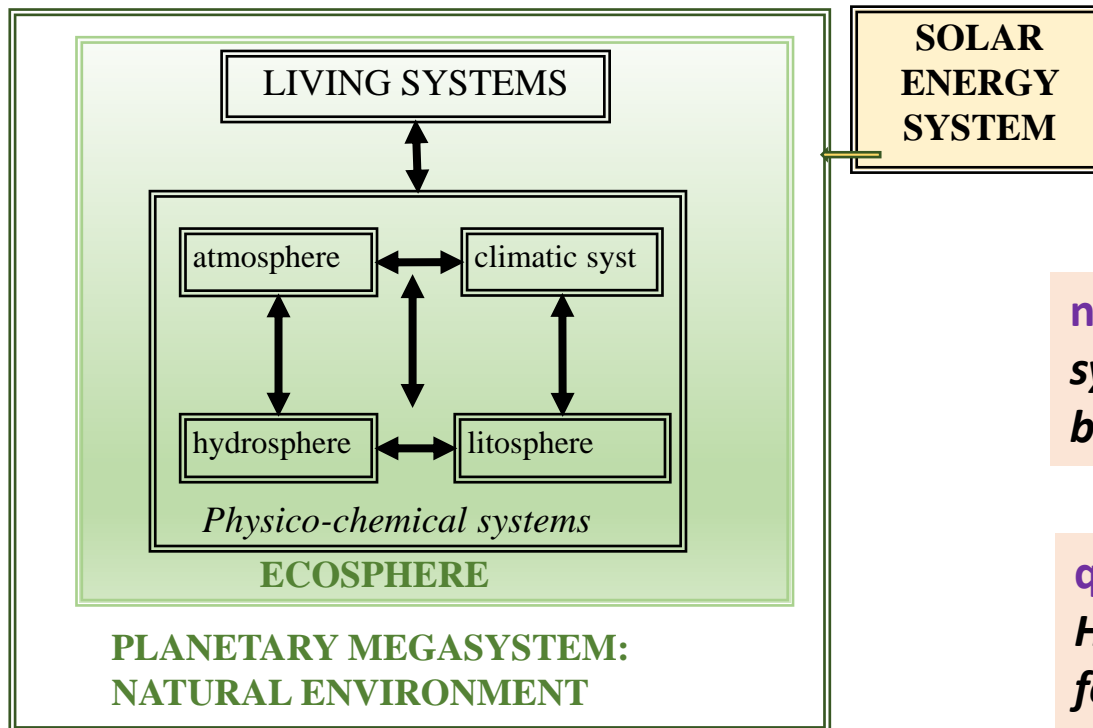 SOLAR
ENERGY
SYSTEM
LIVING SYSTEMS
atmosphere
climatic syst
hydrosphere
litosphere
Physico-chemical systems
ECOSPHERE
PLANETARY MEGASYSTEM:
NATURAL ENVIRONMENT